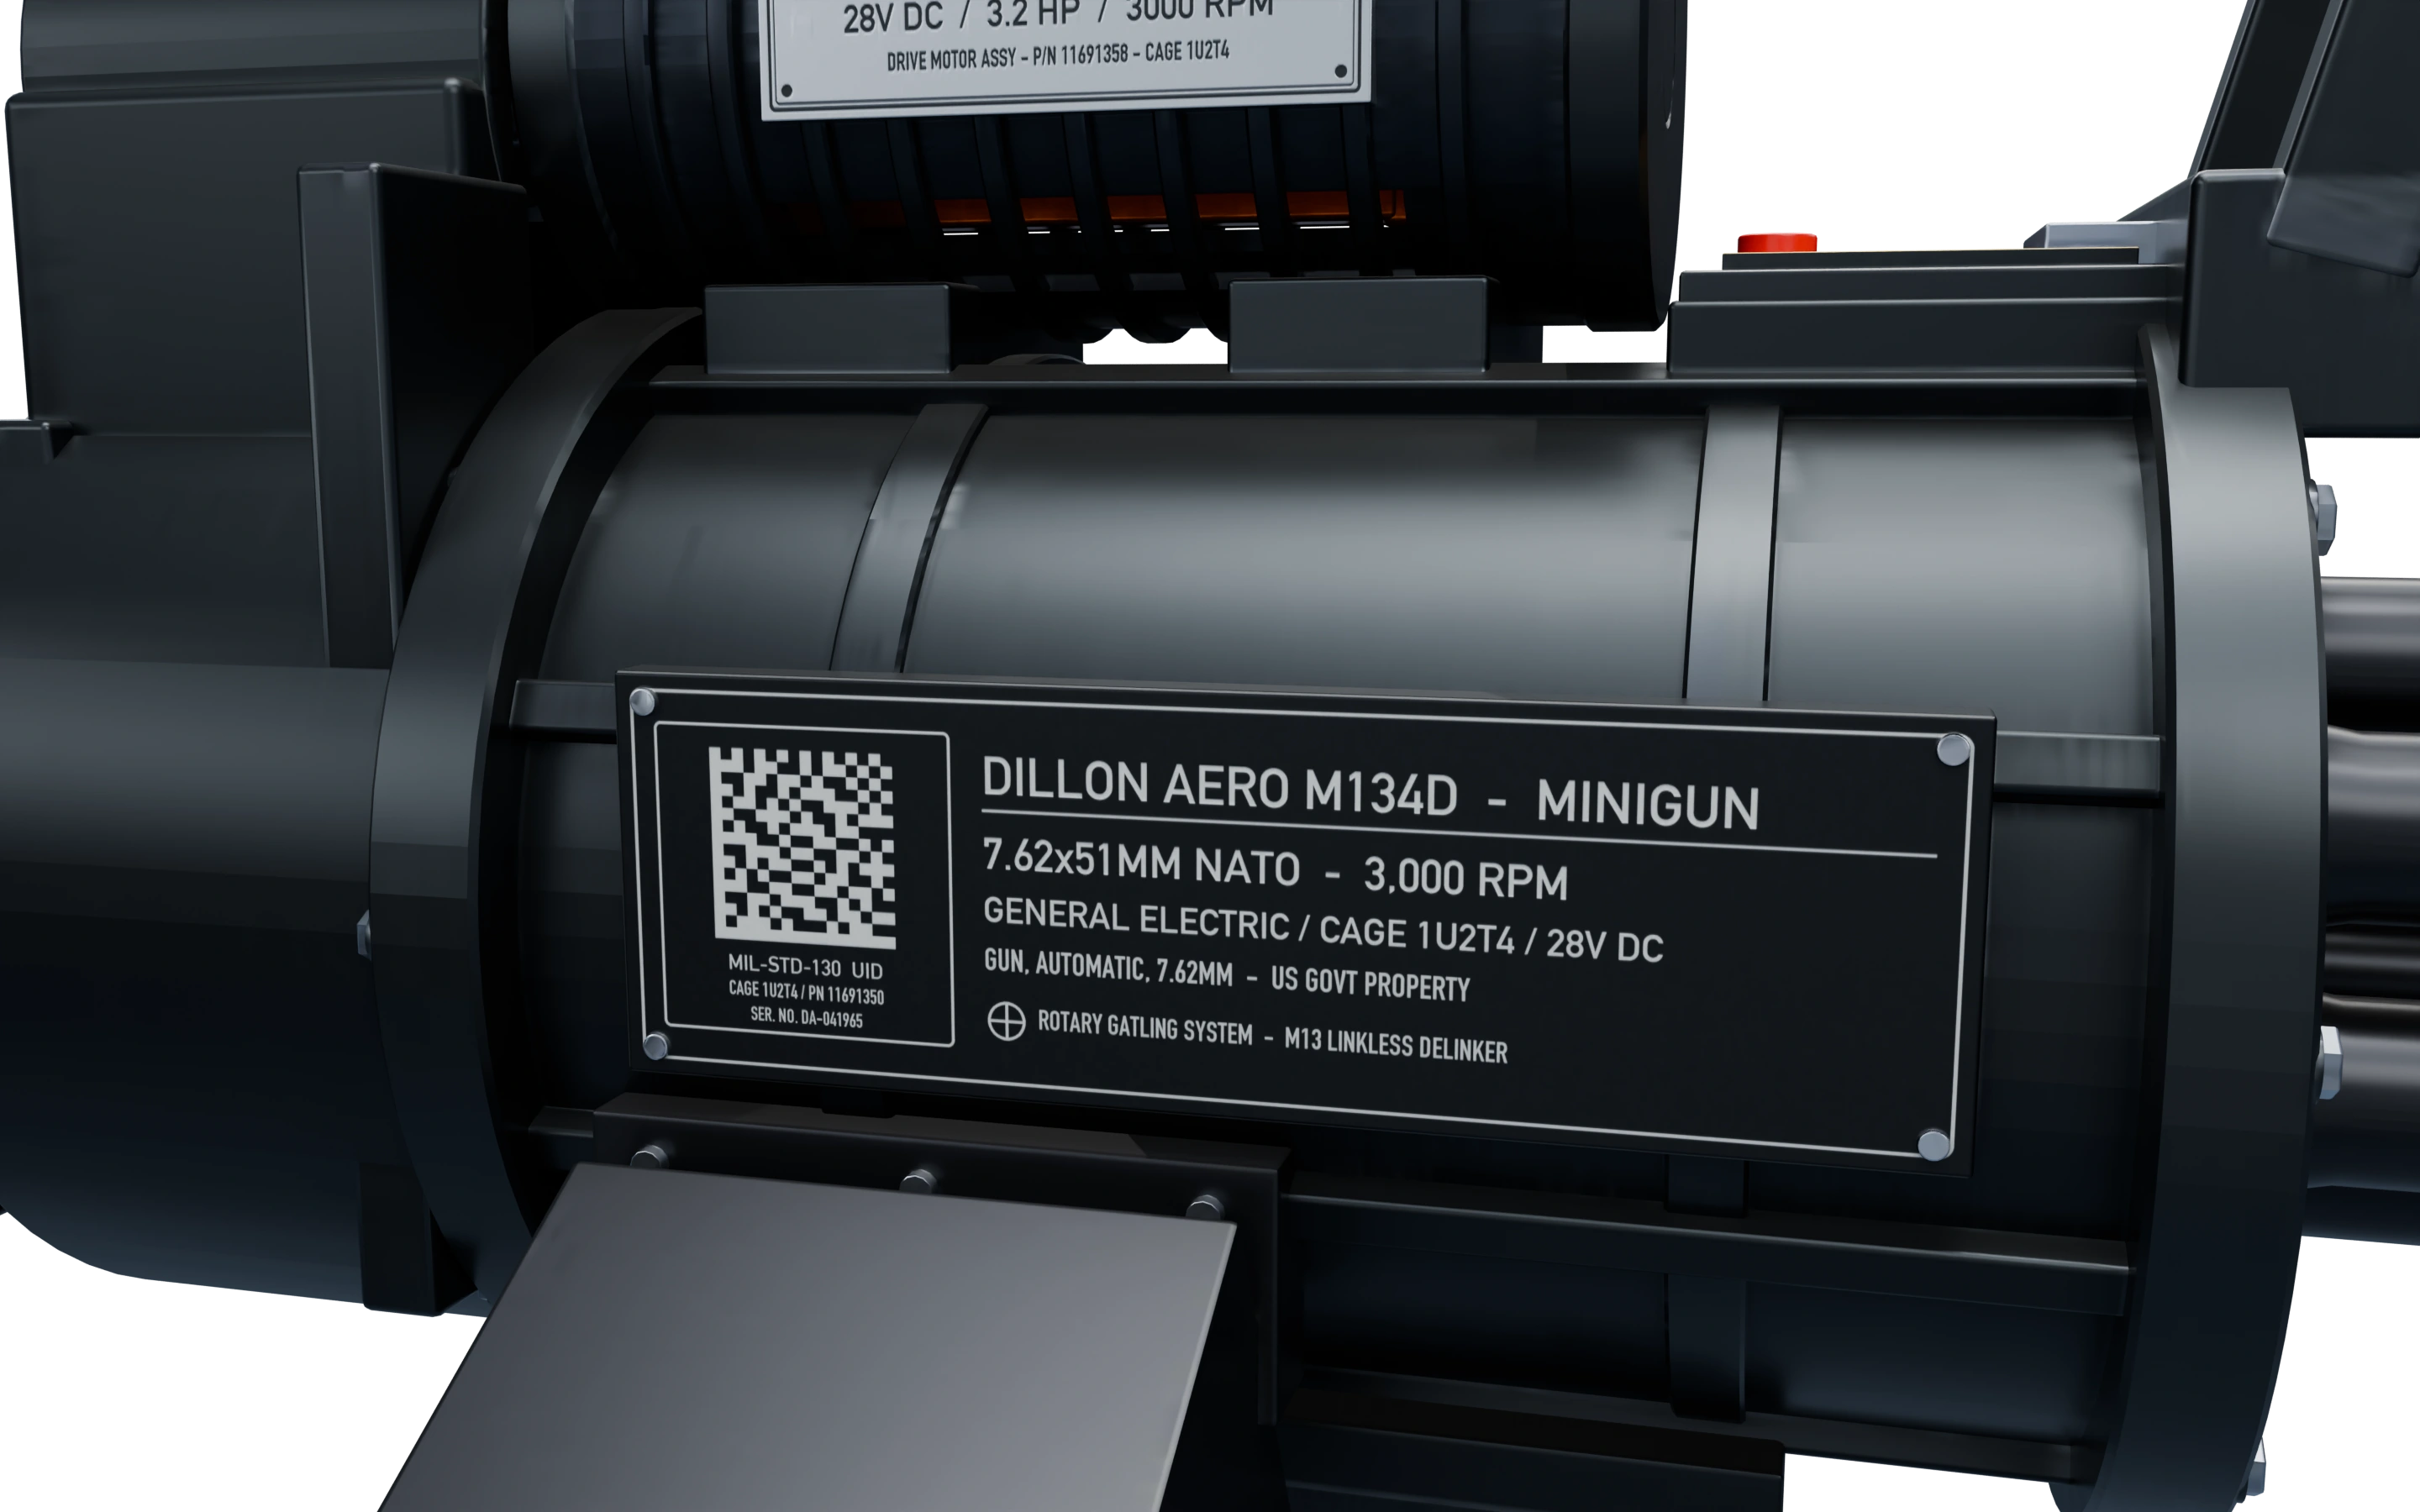 28V DC / 3.2 HP / 3000 RPM
DRIVE MOTOR ASSY - P/N 11691358 - CAGE 1U2T4
DILLON AERO M134D - MINIGUN
7.62x51MM NATO - 3,000 RPM
GENERAL ELECTRIC / CAGE 1U2T4 / 28V DC
GUN, AUTOMATIC, 7.62MM - US GOVT PROPERTY
ROTARY GATLING SYSTEM - M13 LINKLESS DELINKER
MIL-STD-130 UID
CAGE 1U2T4 / PN 11691350
SER. NO. DA-041965